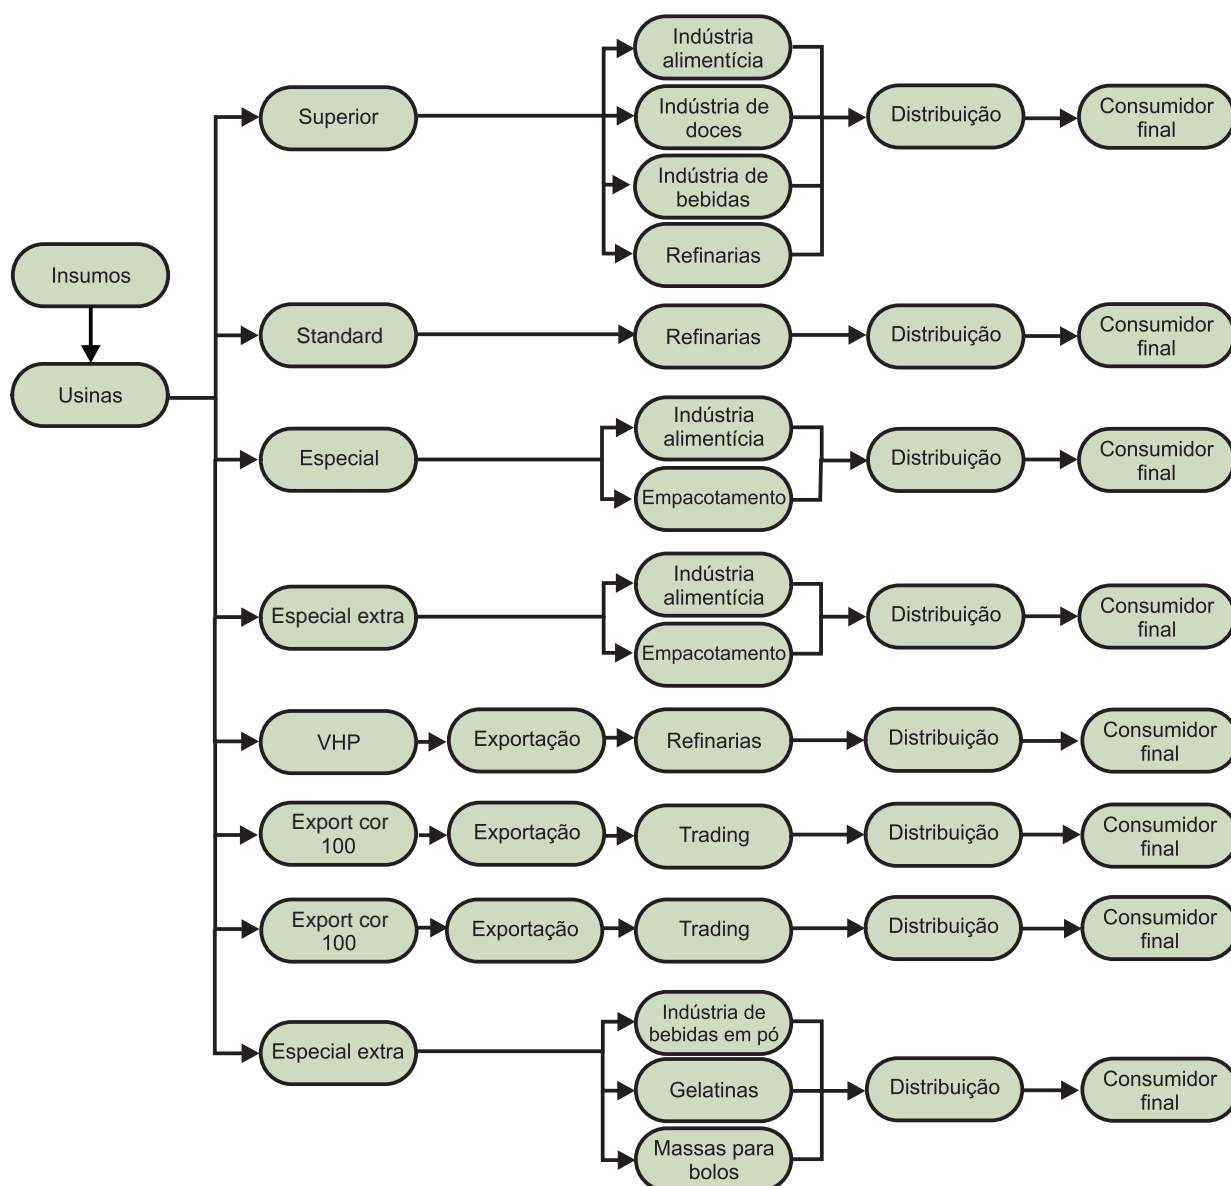 Indústria
alimentícia
Superior
Indústria de
doces
Distribuição
Consumidor
final
Indústria de
bebidas
Refinarias
Insumos
Usinas
Standard
Refinarias
Distribuição
Consumidor
final
Especial
Indústria
alimentícia
Empacotamento
Distribuição
Consumidor
final
Especial extra
Indústria
alimentícia
Empacotamento
Distribuição
Consumidor
final
VHP
Exportação
Refinarias
Distribuição
Consumidor
final
Export cor
100
Exportação
Trading
Distribuição
Consumidor
final
Export cor
100
Exportação
Trading
Distribuição
Consumidor
final
Especial extra
Indústria de
bebidas em pó
Gelatinas
Massas para
bolos
Distribuição
Consumidor
final